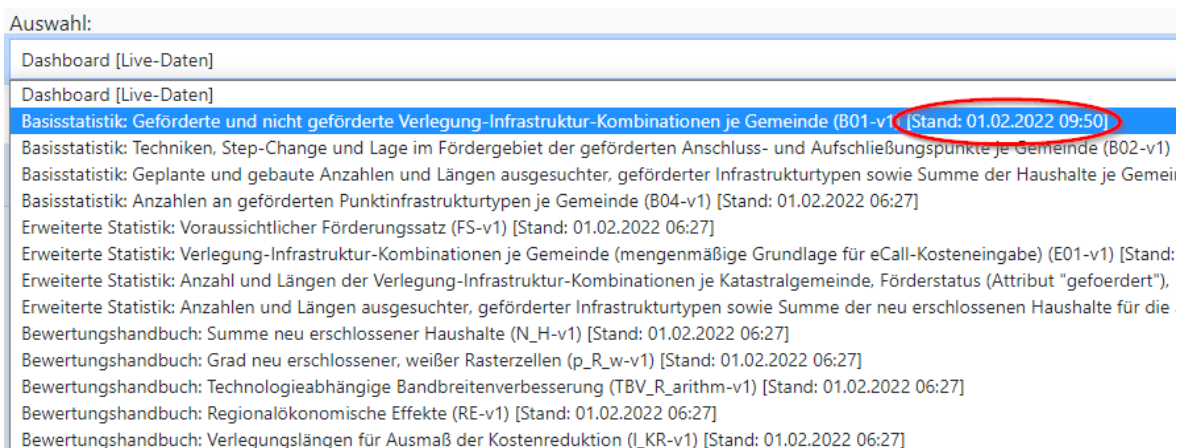 Auswahl:
Dashboard [Live-Daten]
Dashboard [Live-Daten]
Basisstatistik: Geförderte und nicht geförderte Verlegung-Infrastruktur-Kombinationen je Gemeinde (B01-v1) [Stand: 01.02.2022 09:50]
Basisstatistik: Techniken, Step-Change und Lage im Fördergebiet der geförderten Anschluss- und Aufschließungspunkte je Gemeinde (B02-v1)
Basisstatistik: Geplante und gebaute Anzahlen und Längen ausgesuchter, geförderter Infrastrukturtypen sowie Summe der Haushalte je Gemei
Basisstatistik: Anzahlen an geförderten Punktinfrastrukturtypen je Gemeinde (B04-v1) [Stand: 01.02.2022 06:27]
Erweiterte Statistik: Voraussichtlicher Förderungssatz (FS-v1) [Stand: 01.02.2022 06:27]
Erweiterte Statistik: Verlegung-Infrastruktur-Kombinationen je Gemeinde (mengenmäßige Grundlage für eCall-Kosteneingabe) (E01-v1) [Stand:
Erweiterte Statistik: Anzahl und Längen der Verlegung-Infrastruktur-Kombinationen je Katastralgemeinde, Förderstatus (Attribut "gefoerdert"),
Erweiterte Statistik: Anzahlen und Längen ausgesuchter, geförderter Infrastrukturtypen sowie Summe der neu erschlossenen Haushalte für die
Bewertungshandbuch: Summe neu erschlossener Haushalte (N_H-v1) [Stand: 01.02.2022 06:27]
Bewertungshandbuch: Grad neu erschlossener, weißer Rasterzellen (p_R_w-v1) [Stand: 01.02.2022 06:27]
Bewertungshandbuch: Technologieabhängige Bandbreitenverbesserung (TBV_R_arithm-v1) [Stand: 01.02.2022 06:27]
Bewertungshandbuch: Regionalökonomische Effekte (RE-v1) [Stand: 01.02.2022 06:27]
Bewertungshandbuch: Verlegungslängen für Ausmaß der Kostenreduktion (l_KR-v1) [Stand: 01.02.2022 06:27]